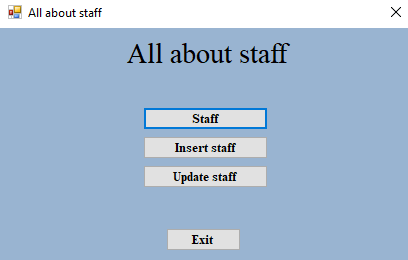 All about staff
All about staff
Staff
Insert staff
Update staff
Exit